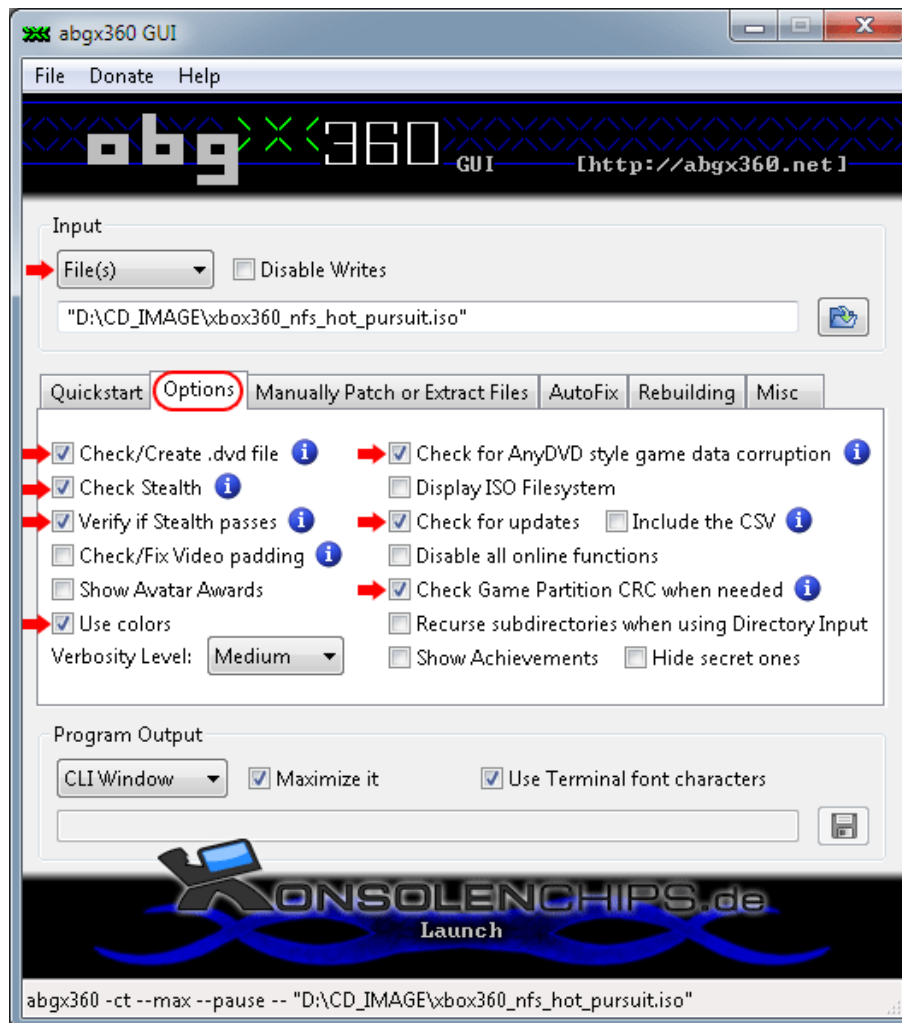 abgx360 GUI
File Donate Help
abgx360 GUI [http://abgx360.net]
Input
File(s) Disable Writes
"D:\CD_IMAGE\xbox360_nfs_hot_pursuit.iso"
Quickstart Options Manually Patch or Extract Files AutoFix Rebuilding Misc
Check/Create .dvd file i Check for AnyDVD style game data corruption i
Check Stealth i Display ISO Filesystem
Verify if Stealth passes i Check for updates Include the CSV i
Check/Fix Video padding i Disable all online functions
Show Avatar Awards Check Game Partition CRC when needed i
Use colors Recurse subdirectories when using Directory Input
Verbosity Level: Medium Show Achievements Hide secret ones
Program Output
CLI Window Maximize it Use Terminal font characters
XONSOLENCHIPS.de
Launch
abgx360 -ct --max --pause -- "D:\CD_IMAGE\xbox360_nfs_hot_pursuit.iso"